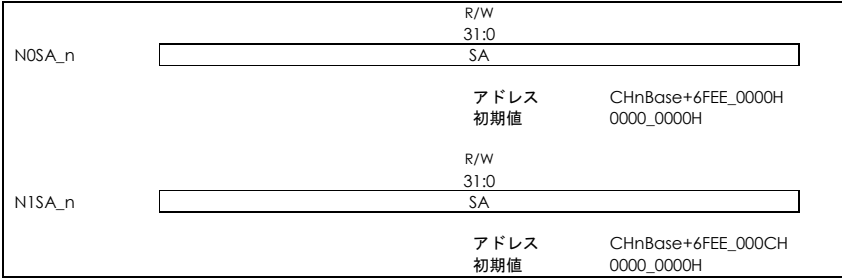 R/W
31:0
N0SA_n SA
アドレス CHnBase+6FEE_0000H
初期値 0000_0000H
R/W
31:0
N1SA_n SA
アドレス CHnBase+6FEE_000CH
初期値 0000_0000H